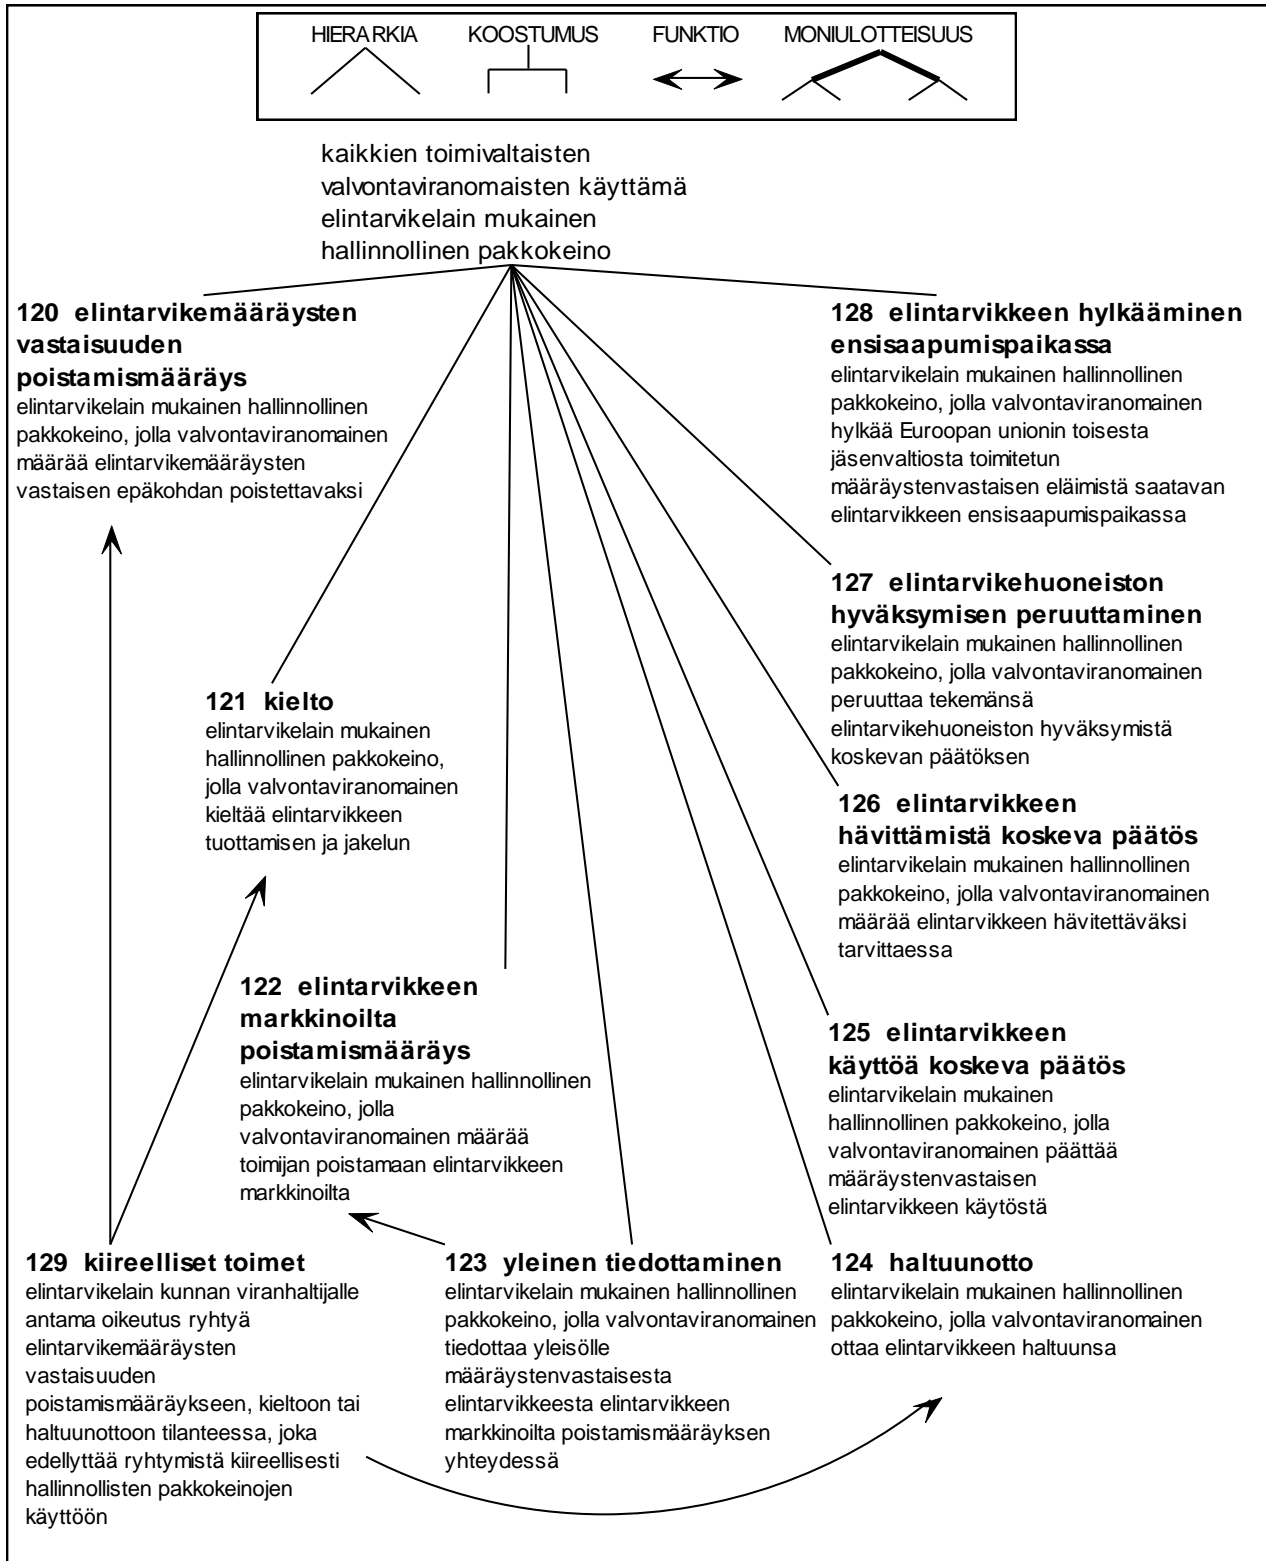 HIERARKIA KOOSTUMUS FUNKTIO MONIULOTTEISUUS
kaikkien toimivaltaisten
valvontaviranomaisten käyttämä
elintarvikelain mukainen
hallinnollinen pakkokeino
120 elintarvikemääräysten
vastaisuuden
poistamismääräys
elintarvikelain mukainen hallinnollinen
pakkokeino, jolla valvontaviranomainen
määrää elintarvikemääräysten
vastaisen epäkohdan poistettavaksi
128 elintarvikkeen hylkääminen
ensisaapumispaikassa
elintarvikelain mukainen hallinnollinen
pakkokeino, jolla valvontaviranomainen
hylkää Euroopan unionin toisesta
jäsenvaltiosta toimitetun
määräystenvastaisen eläimistä saatavan
elintarvikkeen ensisaapumispaikassa
127 elintarvikehuoneiston
hyväksymisen peruuttaminen
elintarvikelain mukainen hallinnollinen
pakkokeino, jolla valvontaviranomainen
peruuttaa tekemänsä
elintarvikehuoneiston hyväksymistä
koskevan päätöksen
121 kielto
elintarvikelain mukainen
hallinnollinen pakkokeino,
jolla valvontaviranomainen
kieltää elintarvikkeen
tuottamisen ja jakelun
126 elintarvikkeen
hävittämistä koskeva päätös
elintarvikelain mukainen hallinnollinen
pakkokeino, jolla valvontaviranomainen
määrää elintarvikkeen hävitettäväksi
tarvittaessa
122 elintarvikkeen
markkinoilta
poistamismääräys
elintarvikelain mukainen hallinnollinen
pakkokeino, jolla
valvontaviranomainen määrää
toimijan poistamaan elintarvikkeen
markkinoilta
125 elintarvikkeen
käyttöä koskeva päätös
elintarvikelain mukainen
hallinnollinen pakkokeino, jolla
valvontaviranomainen päättää
määräystenvastaisen
elintarvikkeen käytöstä
129 kiireelliset toimet
elintarvikelain kunnan viranhaltijalle
antama oikeutus ryhtyä
elintarvikemääräysten
vastaisuuden
poistamismääräykseen, kieltoon tai
haltuunottoon tilanteessa, joka
edellyttää ryhtymistä kiireellisesti
hallinnollisten pakkokeinojen
käyttöön
123 yleinen tiedottaminen
elintarvikelain mukainen hallinnollinen
pakkokeino, jolla valvontaviranomainen
tiedottaa yleisölle
määräystenvastaisesta
elintarvikkeesta elintarvikkeen
markkinoilta poistamismääräyksen
yhteydessä
124 haltuunotto
elintarvikelain mukainen hallinnollinen
pakkokeino, jolla valvontaviranomainen
ottaa elintarvikkeen haltuunsa